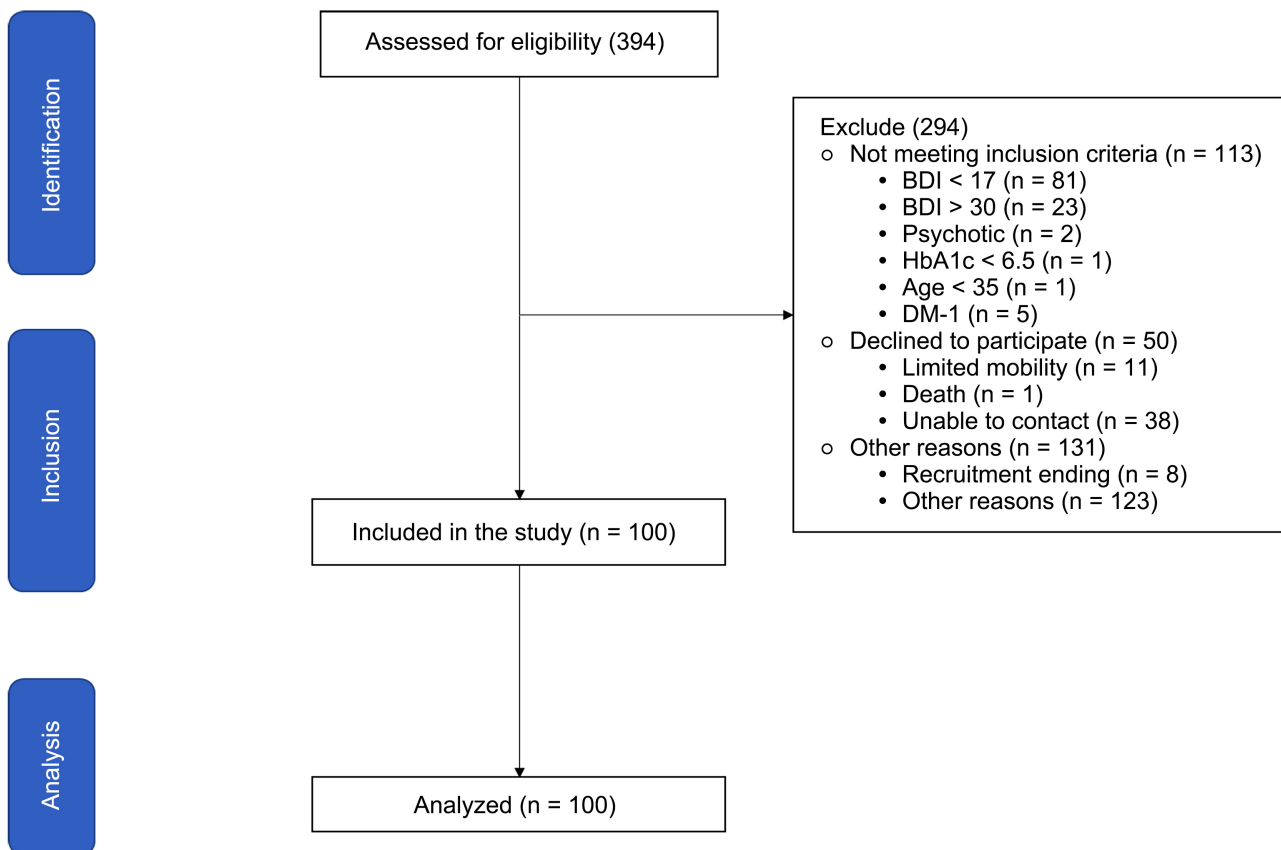 Identification
Assessed for eligibility (394)
Exclude (294)
○ Not meeting inclusion criteria (n = 113)
• BDI < 17 (n = 81)
• BDI > 30 (n = 23)
• Psychotic (n = 2)
• HbA1c < 6.5 (n = 1)
• Age < 35 (n = 1)
• DM-1 (n = 5)
○ Declined to participate (n = 50)
• Limited mobility (n = 11)
• Death (n = 1)
• Unable to contact (n = 38)
○ Other reasons (n = 131)
• Recruitment ending (n = 8)
• Other reasons (n = 123)
Inclusion
Included in the study (n = 100)
Analysis
Analyzed (n = 100)